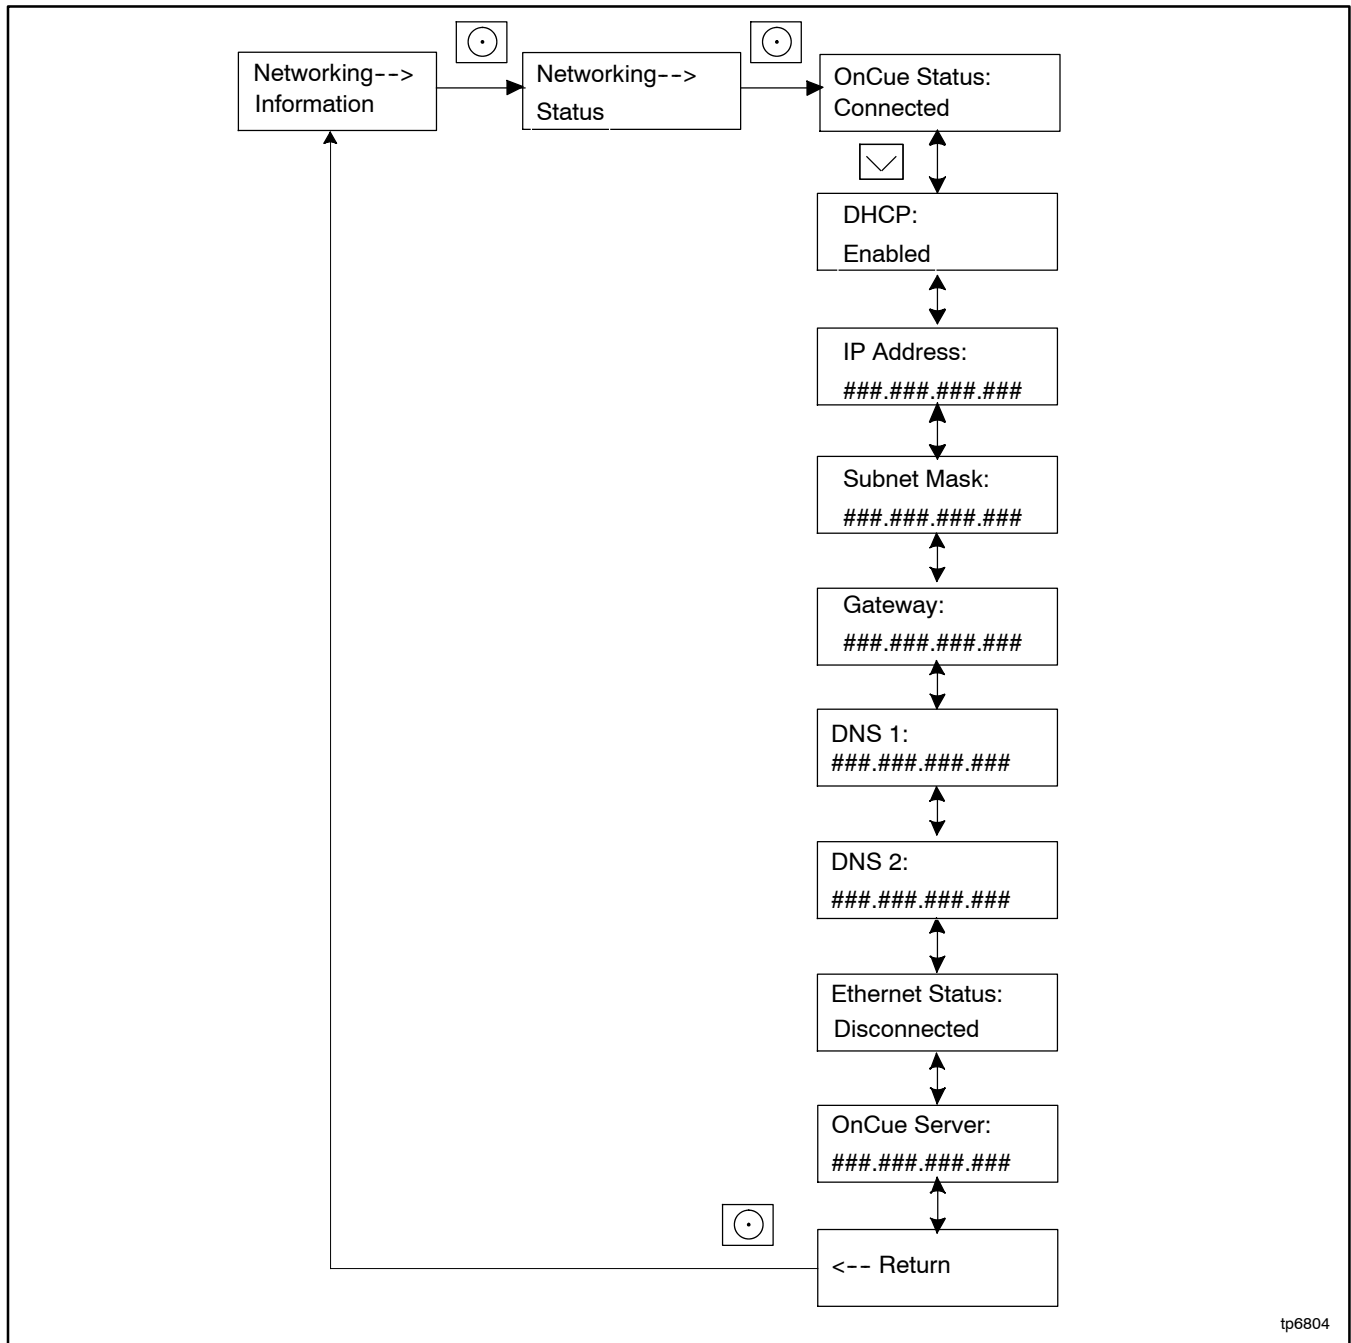 Networking-->
Information
Networking-->
Status
OnCue Status:
Connected
DHCP:
Enabled
IP Address:
###.###.###.###
Subnet Mask:
###.###.###.###
Gateway:
###.###.###.###
DNS 1:
###.###.###.###
DNS 2:
###.###.###.###
Ethernet Status:
Disconnected
OnCue Server:
###.###.###.###
<-- Return
tp6804